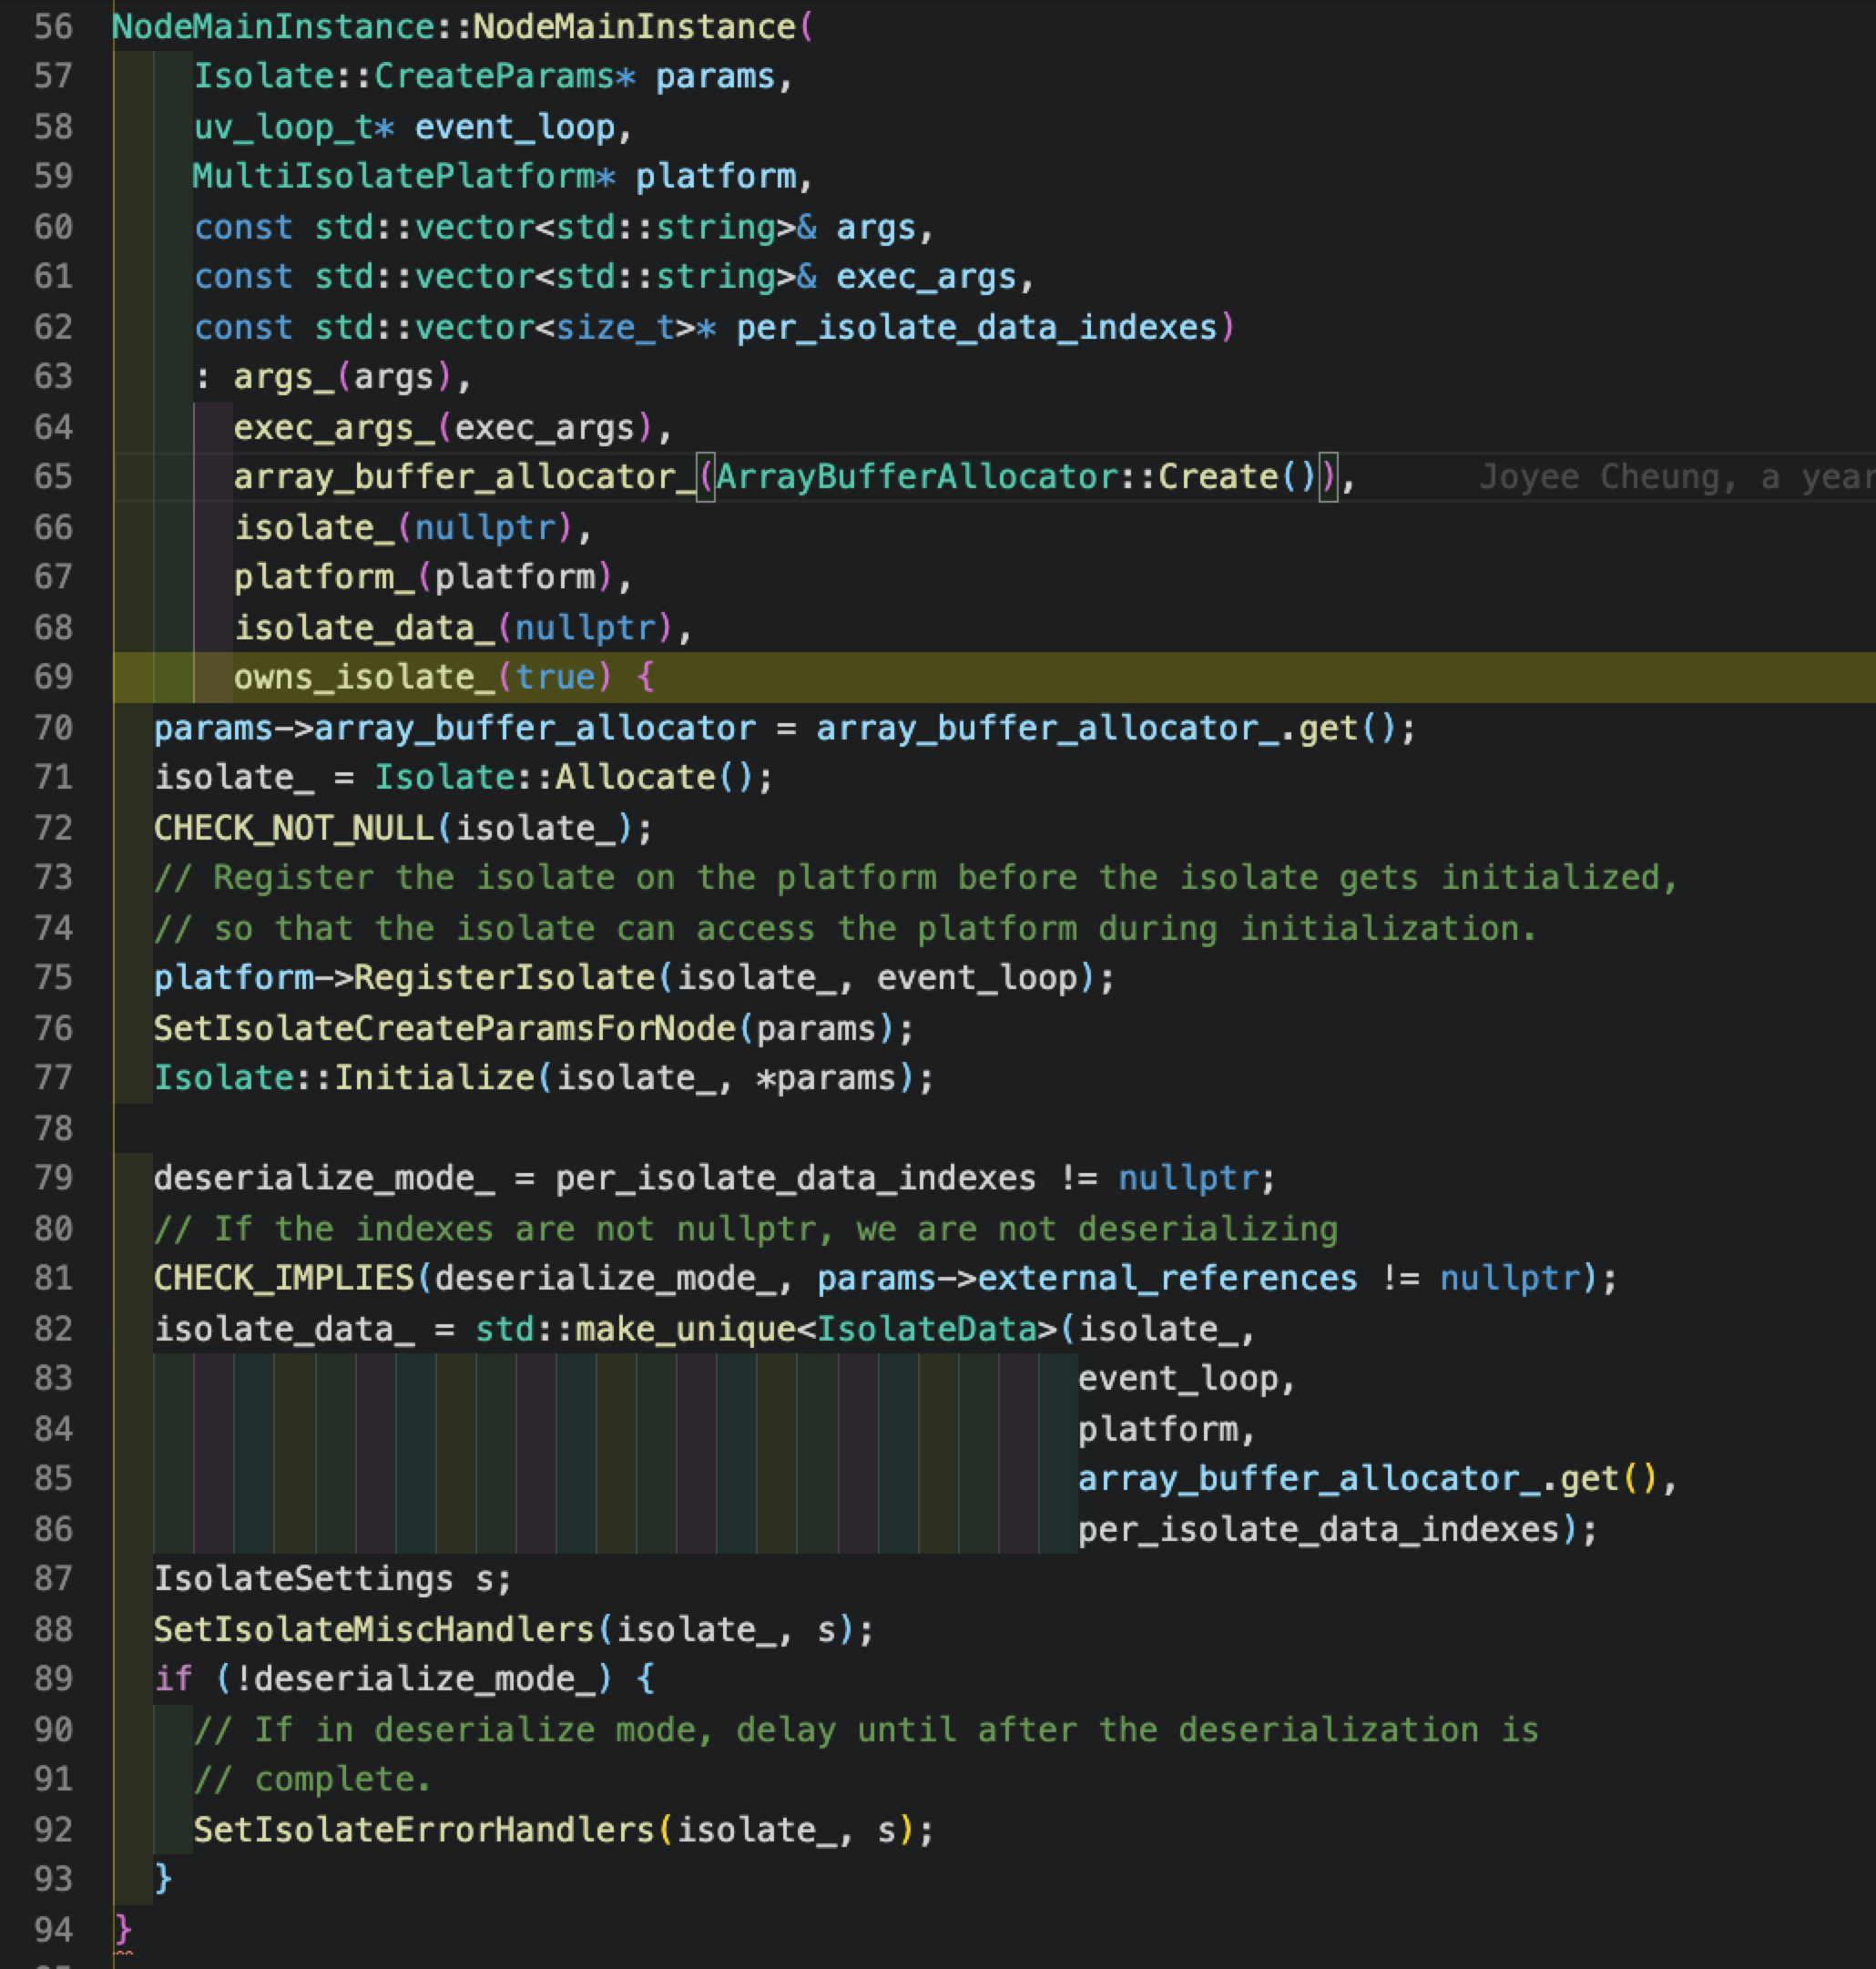 56 NodeMainInstance::NodeMainInstance(
57     Isolate::CreateParams* params,
58     uv_loop_t* event_loop,
59     MultiIsolatePlatform* platform,
60     const std::vector<std::string>& args,
61     const std::vector<std::string>& exec_args,
62     const std::vector<size_t>* per_isolate_data_indexes)
63     : args_(args),
64       exec_args_(exec_args),
65       array_buffer_allocator_(ArrayBufferAllocator::Create()),      Joyee Cheung, a year
66       isolate_(nullptr),
67       platform_(platform),
68       isolate_data_(nullptr),
69       owns_isolate_(true) {
70   params->array_buffer_allocator = array_buffer_allocator_.get();
71   isolate_ = Isolate::Allocate();
72   CHECK_NOT_NULL(isolate_);
73   // Register the isolate on the platform before the isolate gets initialized,
74   // so that the isolate can access the platform during initialization.
75   platform->RegisterIsolate(isolate_, event_loop);
76   SetIsolateCreateParamsForNode(params);
77   Isolate::Initialize(isolate_, *params);
78
79   deserialize_mode_ = per_isolate_data_indexes != nullptr;
80   // If the indexes are not nullptr, we are not deserializing
81   CHECK_IMPLIES(deserialize_mode_, params->external_references != nullptr);
82   isolate_data_ = std::make_unique<IsolateData>(isolate_,
83                                                 event_loop,
84                                                 platform,
85                                                 array_buffer_allocator_.get(),
86                                                 per_isolate_data_indexes);
87   IsolateSettings s;
88   SetIsolateMiscHandlers(isolate_, s);
89   if (!deserialize_mode_) {
90     // If in deserialize mode, delay until after the deserialization is
91     // complete.
92     SetIsolateErrorHandlers(isolate_, s);
93   }
94 }